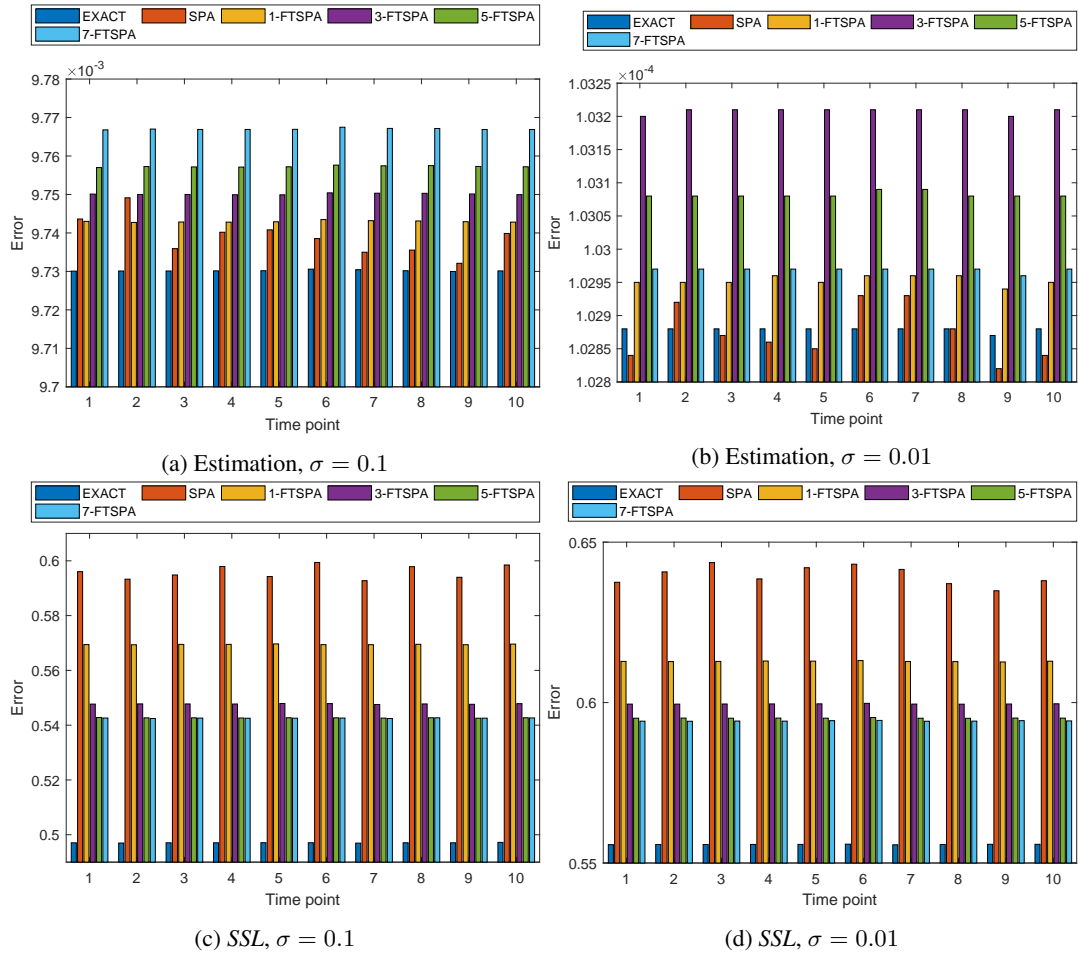 EXACT SPA 1-FTSPA 3-FTSPA 5-FTSPA
7-FTSPA
×10⁻³
9.78
9.77
9.76
9.750
9.74
9.730
9.72
9.71
9.7
Error
1 2 3 4 5 6 7 8 9 10
Time point
(a) Estimation, σ = 0.1
EXACT SPA 1-FTSPA 3-FTSPA 5-FTSPA
7-FTSPA
×10⁻⁴
1.0325
1.032
1.0315
1.031
1.0305
1.03
1.0295
1.029
1.0285
1.028
Error
1 2 3 4 5 6 7 8 9 10
Time point
(b) Estimation, σ = 0.01
EXACT SPA 1-FTSPA 3-FTSPA 5-FTSPA
7-FTSPA
0.6
0.58
0.56
0.54
0.52
0.5
Error
1 2 3 4 5 6 7 8 9 10
Time point
(c) SSL, σ = 0.1
EXACT SPA 1-FTSPA 3-FTSPA 5-FTSPA
7-FTSPA
0.65
0.6
0.55
Error
1 2 3 4 5 6 7 8 9 10
Time point
(d) SSL, σ = 0.01